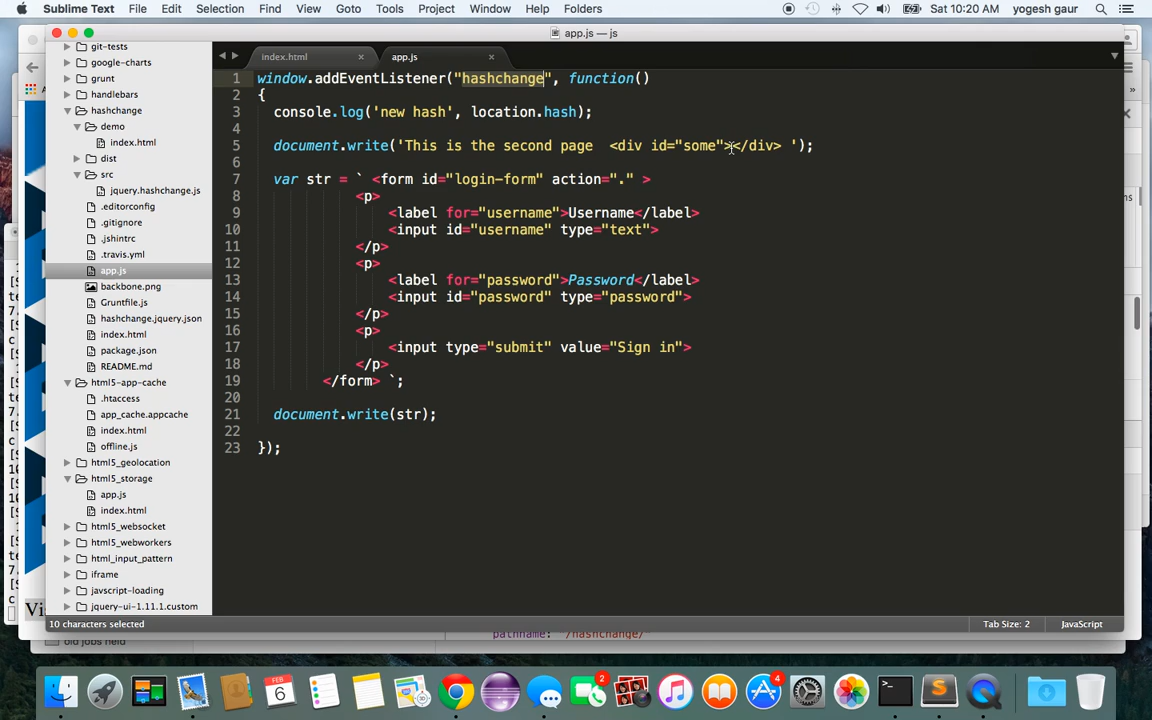 Sublime Text File Edit Selection Find View Goto Tools Project Window Help Folders Sat 10:20 AM yogesh gaur
app.js — js
git-tests
google-charts
grunt
handlebars
hashchange
demo
index.html
dist
src
jquery.hashchange.js
.editorconfig
.gitignore
.jshintrc
.travis.yml
app.js
backbone.png
Gruntfile.js
hashchange.jquery.json
index.html
package.json
README.md
html5-app-cache
.htaccess
app_cache.appcache
index.html
offline.js
html5_geolocation
html5_storage
app.js
index.html
html5_websocket
html5_webworkers
html_input_pattern
iframe
javscript-loading
jquery-ui-1.11.1.custom
index.html app.js
1 window.addEventListener("hashchange", function()
2 {
3 console.log('new hash', location.hash);
4
5 document.write('This is the second page <div id="some"></div> ');
6
7 var str = ` <form id="login-form" action="." >
8 <p>
9 <label for="username">Username</label>
10 <input id="username" type="text">
11 </p>
12 <p>
13 <label for="password">Password</label>
14 <input id="password" type="password">
15 </p>
16 <p>
17 <input type="submit" value="Sign in">
18 </p>
19 </form> `;
20
21 document.write(str);
22
23 });
10 characters selected Tab Size: 2 JavaScript
pathname: "/hashchange/"
old jobs held
FEB
6
2
4